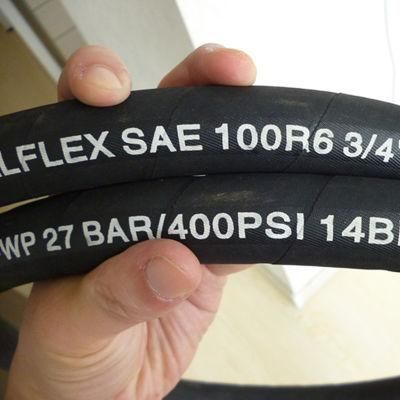 LFLEX SAE 100R6 3/4"
WP 27 BAR/400PSI 14B